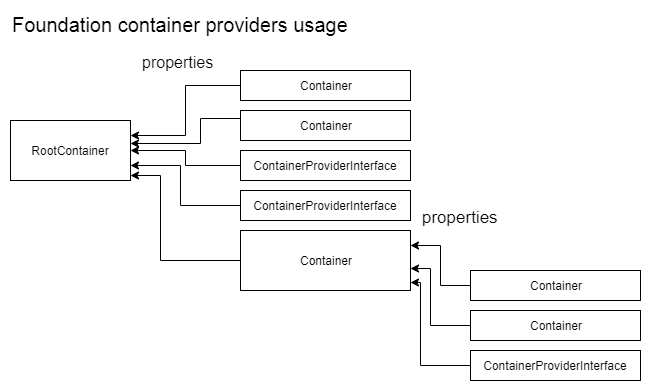 Foundation container providers usage
properties
Container
Container
RootContainer
ContainerProviderInterface
ContainerProviderInterface
properties
Container
Container
Container
ContainerProviderInterface